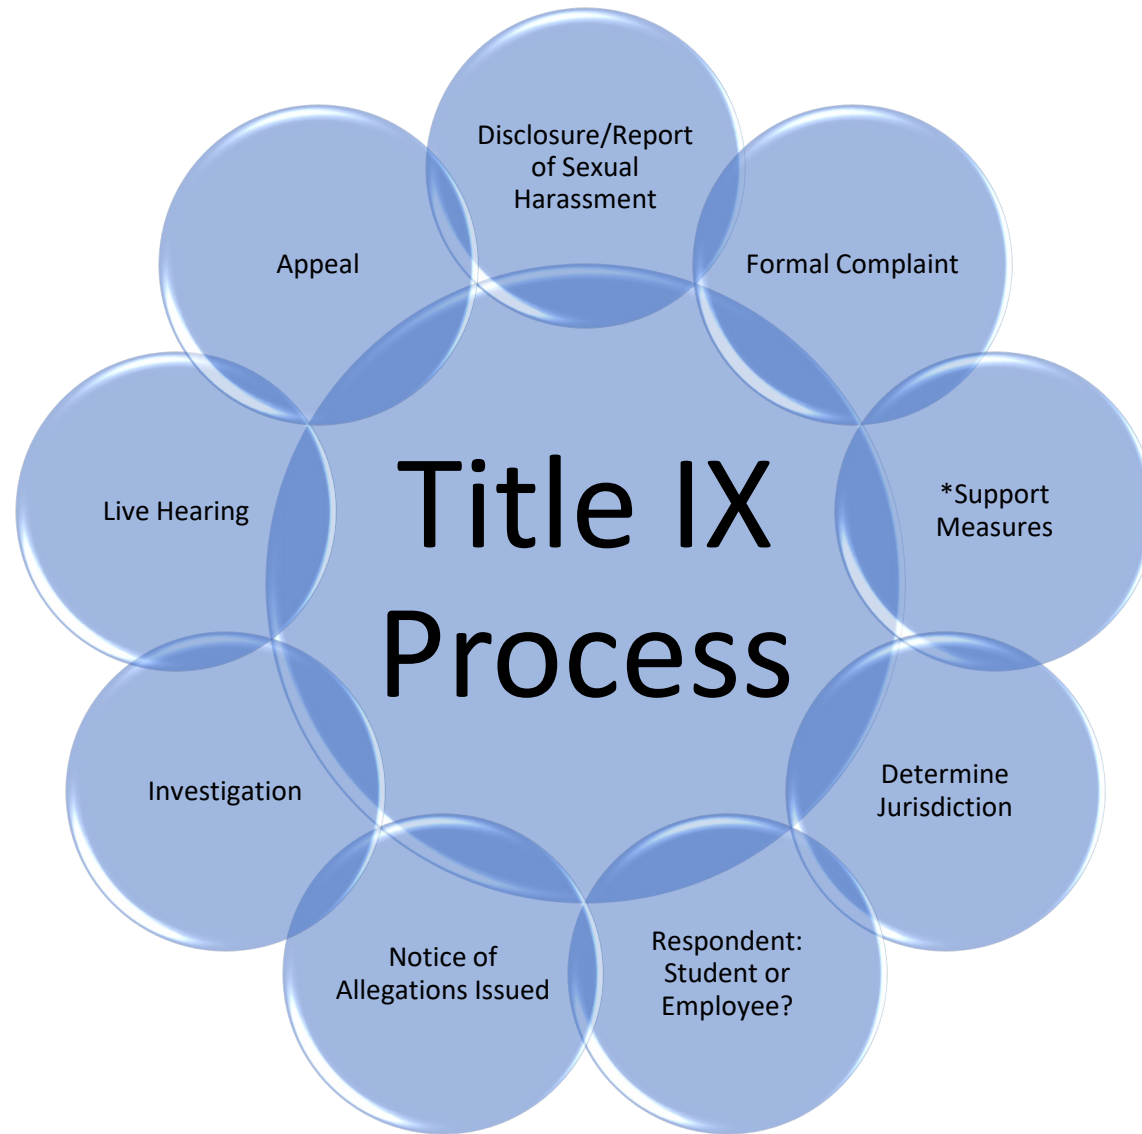 Disclosure/Report
of Sexual
Harassment
Formal Complaint
*Support
Measures
Determine
Jurisdiction
Respondent:
Student or
Employee?
Notice of
Allegations Issued
Investigation
Live Hearing
Appeal
Title IX
Process